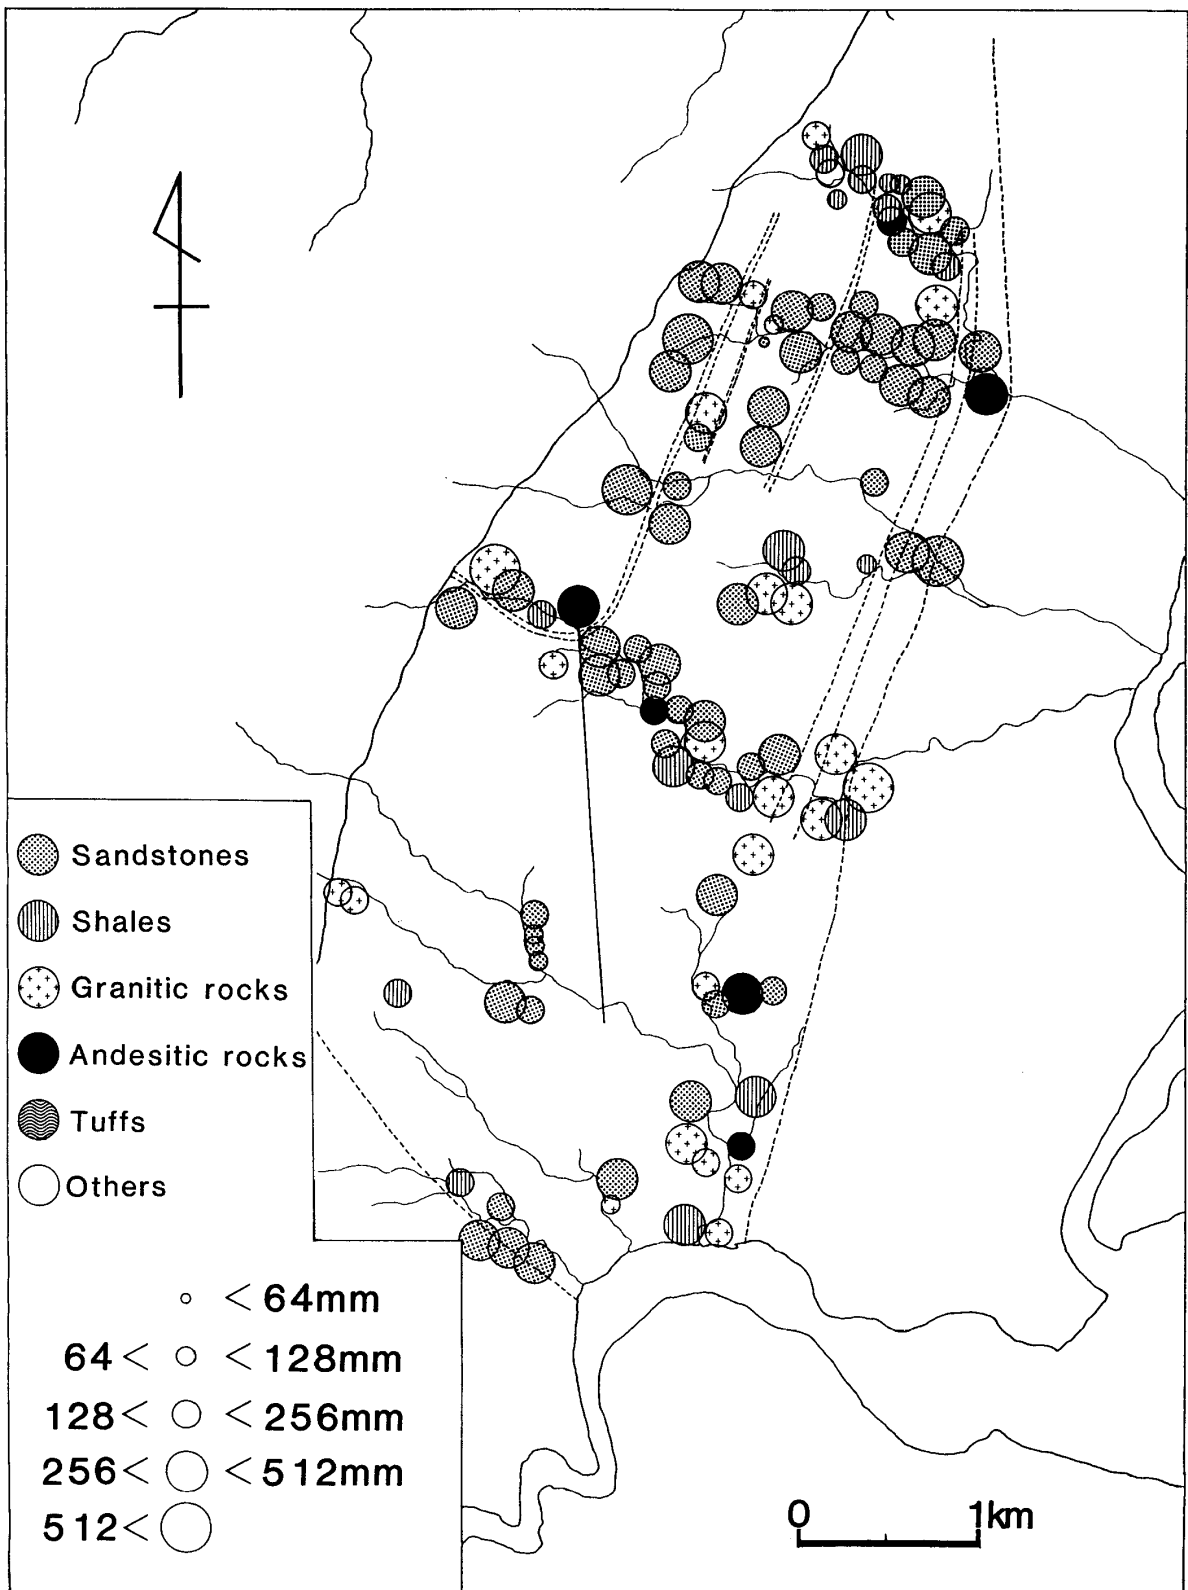 Sandstones
Shales
Granitic rocks
Andesitic rocks
Tuffs
Others
< 64mm
64 < < 128mm
128 < < 256mm
256 < < 512mm
512 <
0 1km